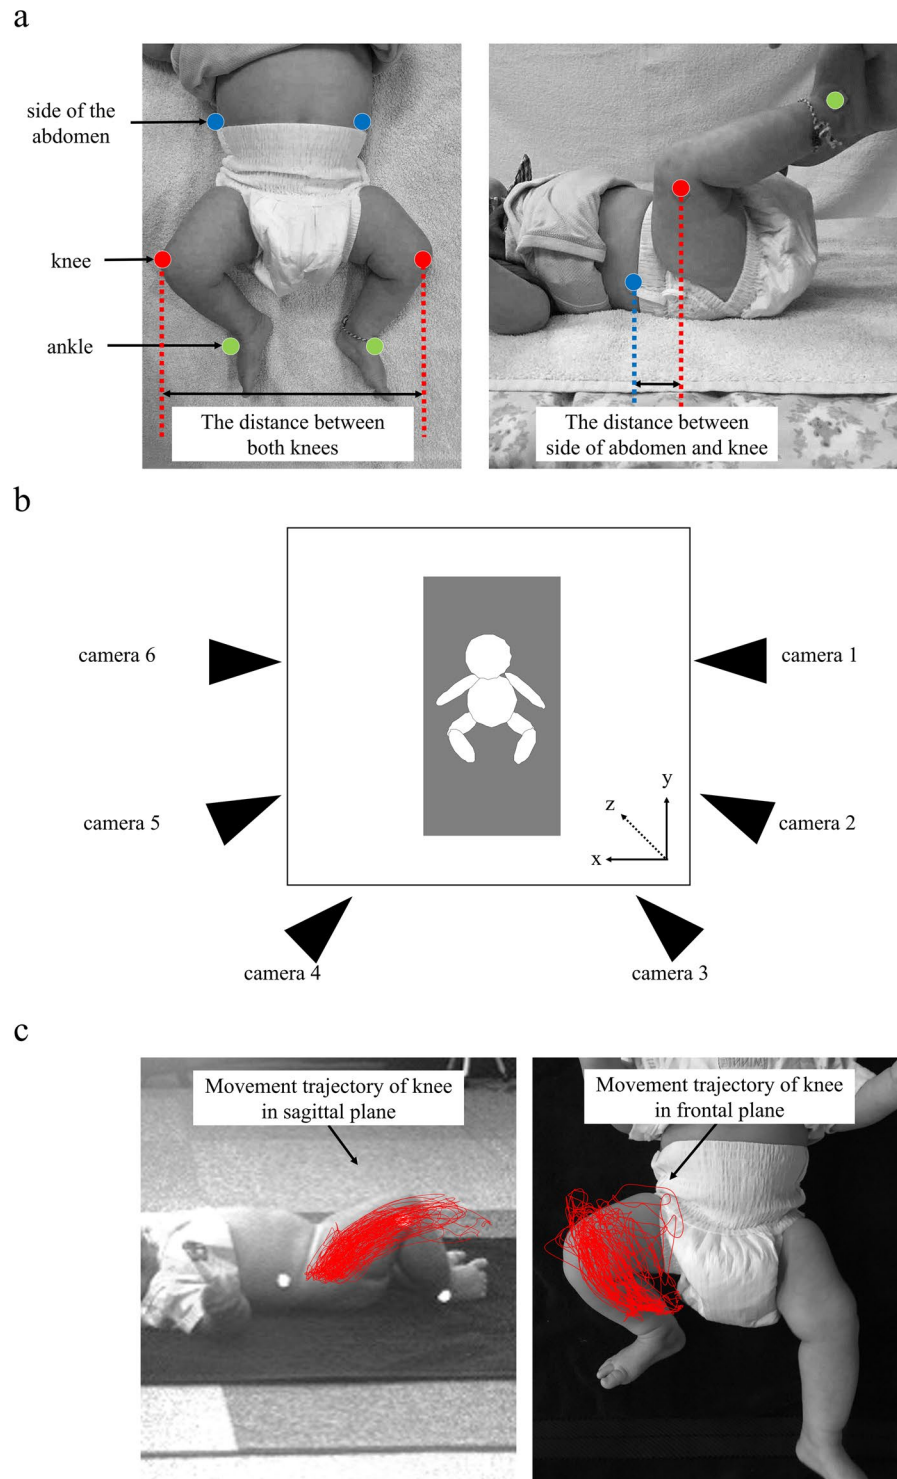 a
side of the
abdomen
knee
ankle
The distance between
both knees
The distance between
side of abdomen and knee
b
camera 6
camera 1
camera 5
camera 2
y
z
x
camera 4
camera 3
c
Movement trajectory of knee
in sagittal plane
Movement trajectory of knee
in frontal plane